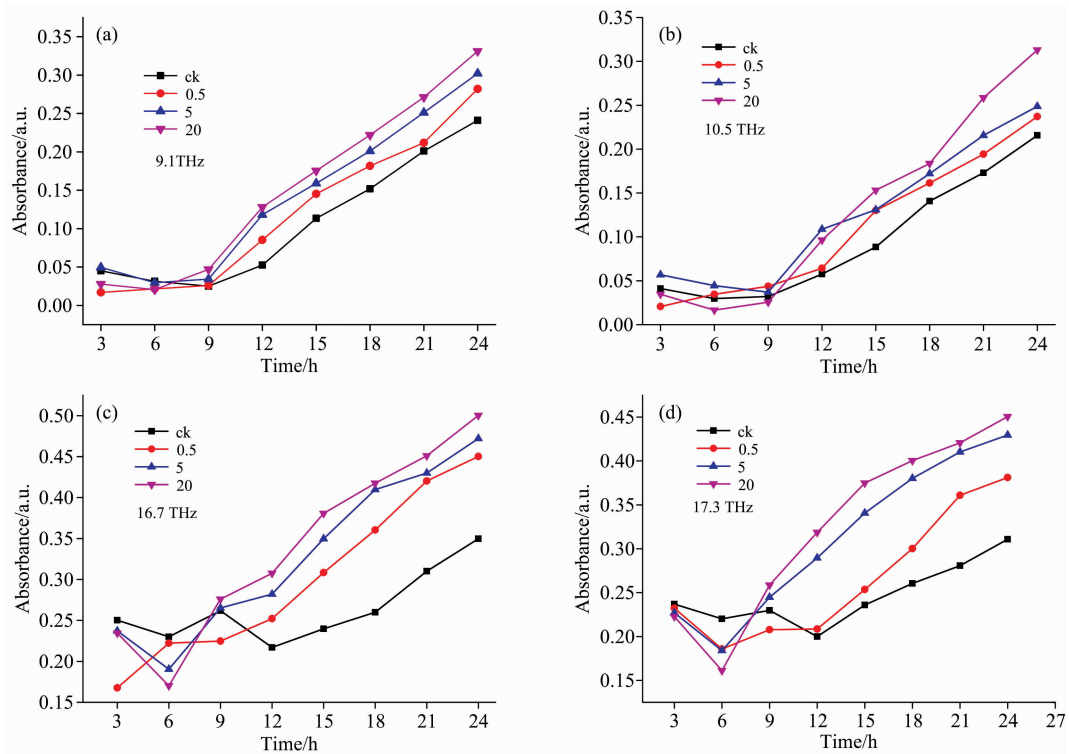 (a)
ck
0.5
5
20
9.1THz
Absorbance/a.u.
0.35
0.30
0.25
0.20
0.15
0.10
0.05
0.00
3 6 9 12 15 18 21 24
Time/h
(b)
ck
0.5
5
20
10.5 THz
Absorbance/a.u.
0.25
0.20
0.15
0.10
0.05
0.00
0.30
0.35
3 6 9 12 15 18 21 24
Time/h
(c)
ck
0.5
5
20
16.7 THz
Absorbance/a.u.
0.50
0.45
0.40
0.35
0.30
0.25
0.20
0.15
3 6 9 12 15 18 21 24
Time/h
(d)
ck
0.5
5
20
17.3 THz
Absorbance/a.u.
0.45
0.40
0.35
0.30
0.25
0.20
0.15
3 6 9 12 15 18 21 24 27
Time/h